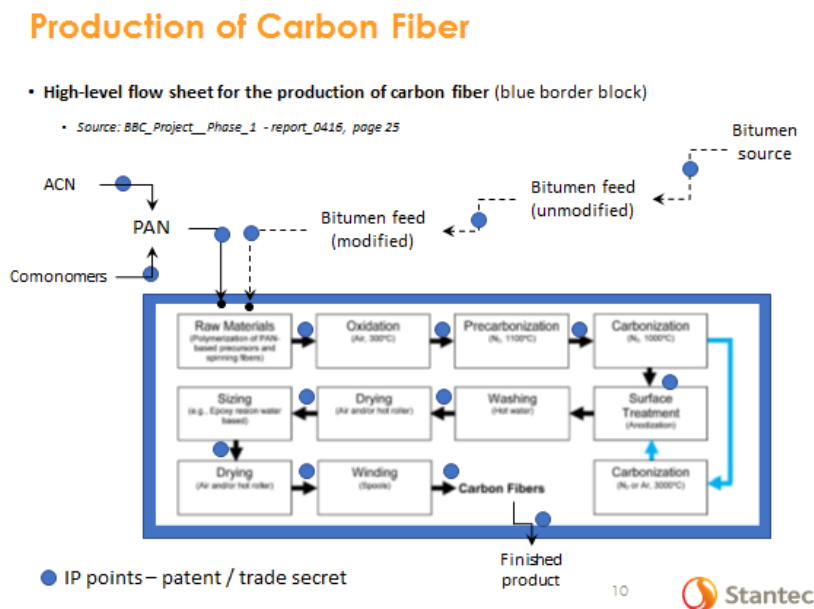 Production of Carbon Fiber
• High-level flow sheet for the production of carbon fiber (blue border block)
• Source: BBC_Project__Phase_1 - report_0416, page 25
Bitumen
source
ACN
Bitumen feed
(unmodified)
PAN
Bitumen feed
(modified)
Comonomers
Raw Materials
(Polymerization of PAN-
based precursors and
spinning fibers)
Oxidation
(Air, 300°C)
Precarbonization
(N₂, 1100°C)
Carbonization
(N₂, 1000°C)
Sizing
(e.g., Epoxy resion water
based)
Drying
(Air and/or hot roller)
Washing
(Hot water)
Surface
Treatment
(Anodization)
Drying
(Air and/or hot roller)
Winding
(Spools)
Carbon Fibers
Carbonization
(N₂ or Ar, 3000°C)
Finished
product
IP points – patent / trade secret
10
Stantec